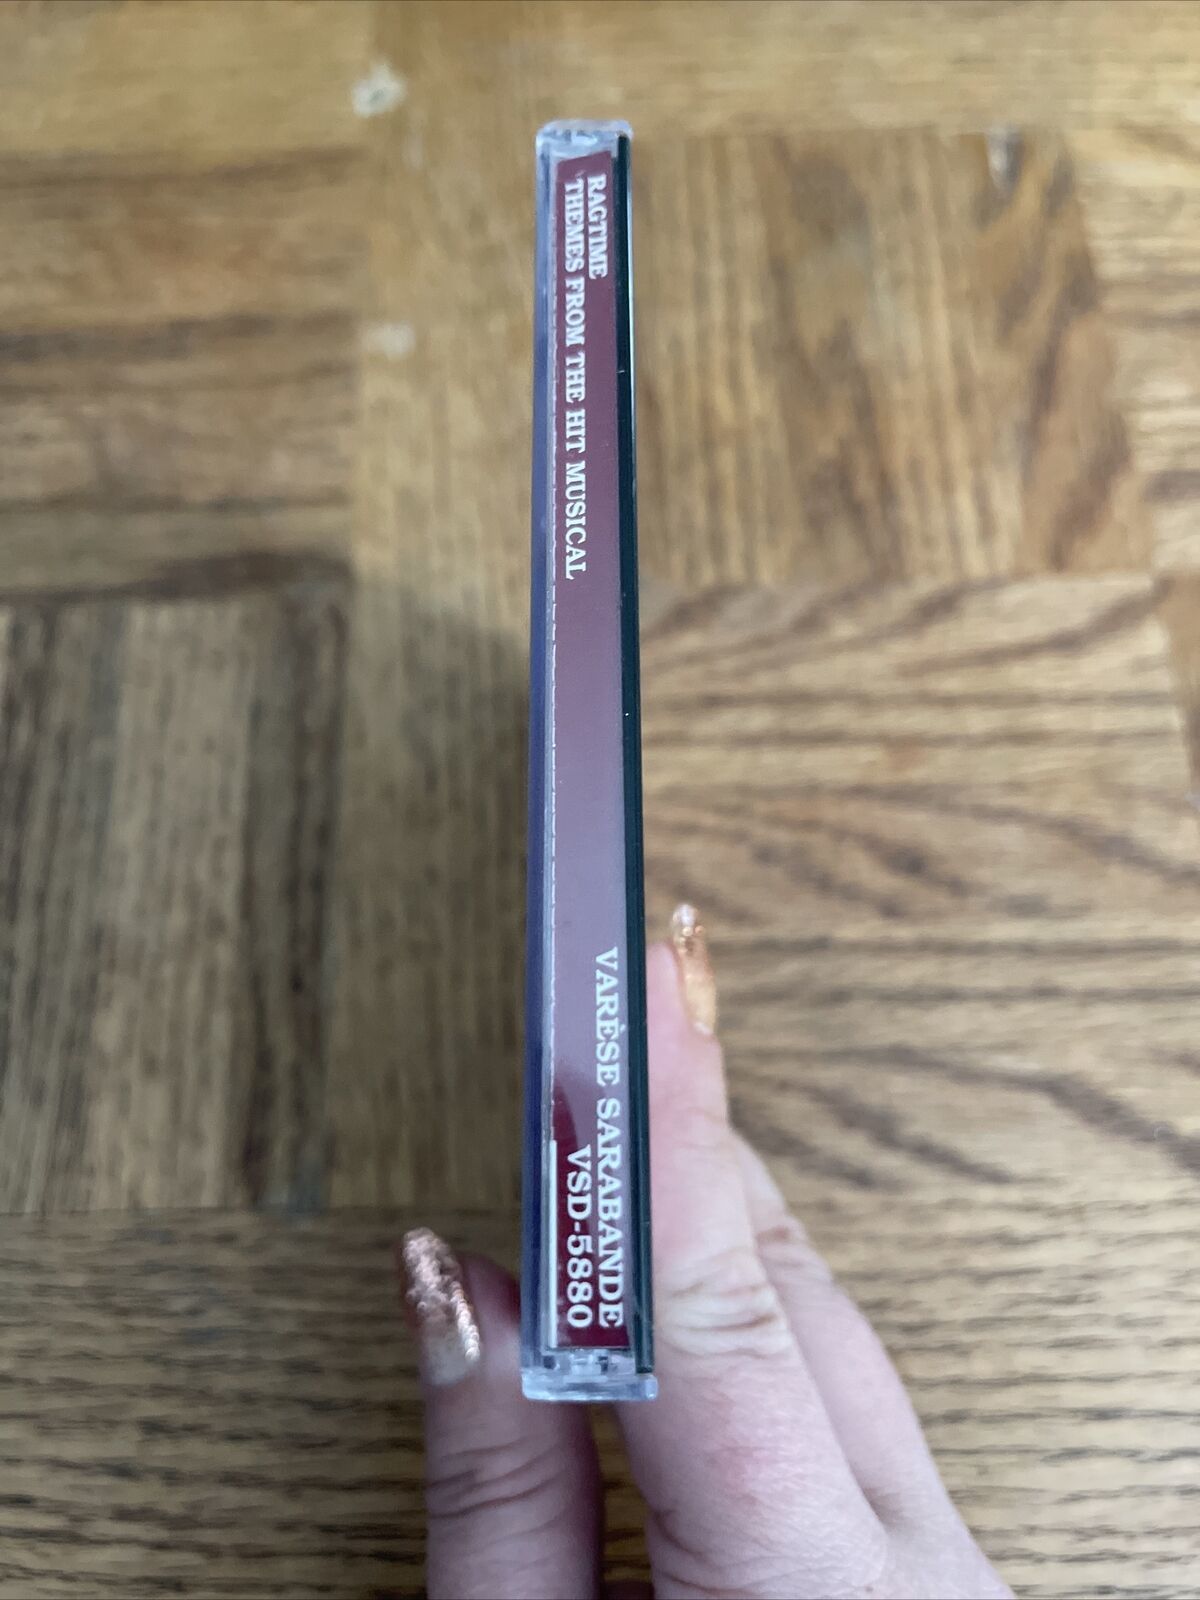 RAGTIME
THEMES FROM THE HIT MUSICAL
VARÈSE SARABANDE
VSD-5880